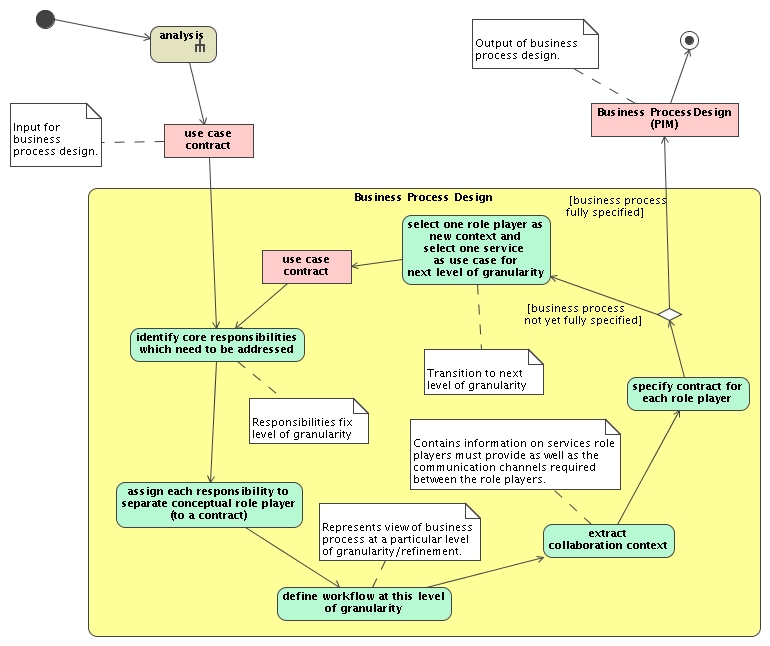 analysis
Output of business
process design.
Business Process Design
(PIM)
Input for
business
process design.
use case
contract
Business Process Design
[business process
fully specified]
select one role player as
new context and
select one service
as use case for
next level of granularity
use case
contract
[business process
not yet fully specified]
identify core responsibilities
which need to be addressed
Transition to next
level of granularity
specify contract for
each role player
Responsibilities fix
level of granularity
Contains information on services role
players must provide as well as the
communication channels required
between the role players.
assign each responsibility to
separate conceptual role player
(to a contract)
Represents view of business
process at a particular level
of granularity/refinement.
extract
collaboration context
define workflow at this level
of granularity